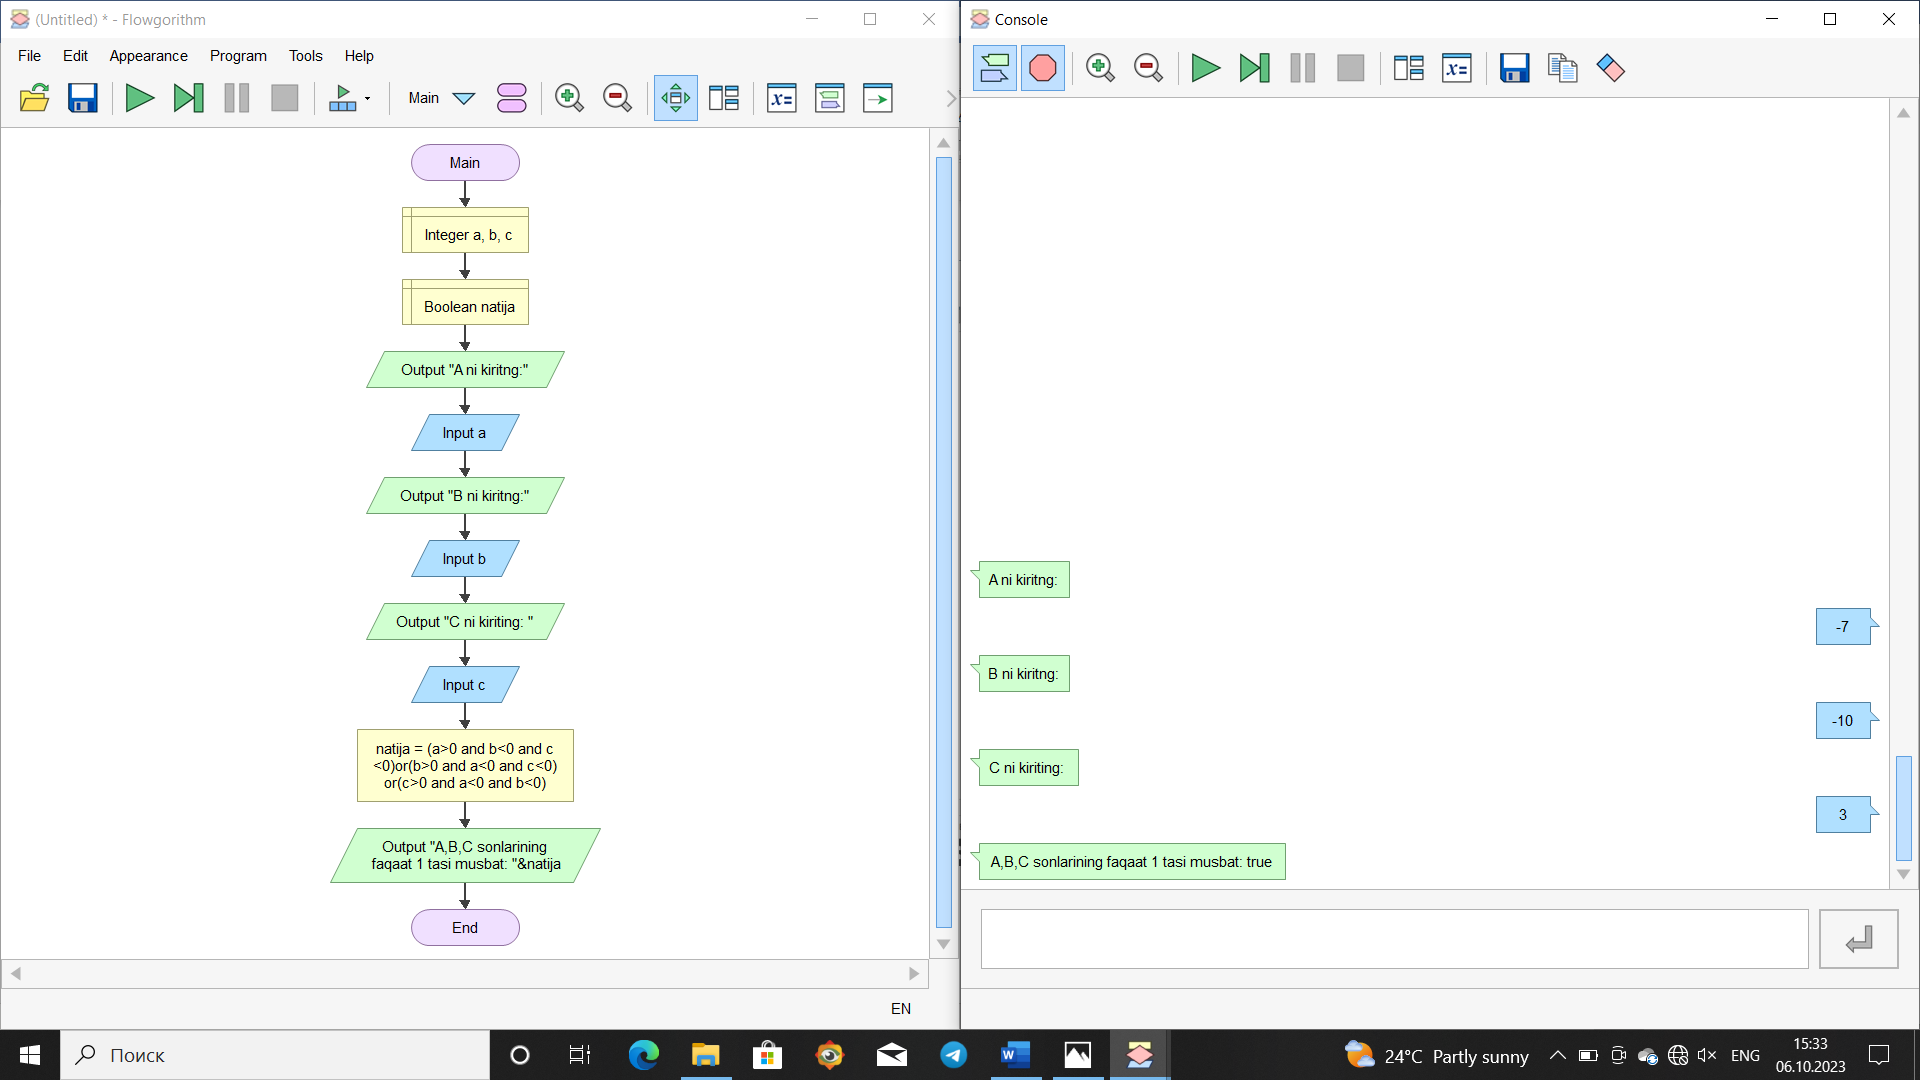 (Untitled) * - Flowgorithm
File Edit Appearance Program Tools Help
Main
Main
Integer a, b, c
Boolean natija
Output "A ni kiritng:"
Input a
Output "B ni kiritng:"
Input b
Output "C ni kiriting: "
Input c
natija = (a>0 and b<0 and c
<0)or(b>0 and a<0 and c<0)
or(c>0 and a<0 and b<0)
Output "A,B,C sonlarining
faqaat 1 tasi musbat: "&natija
End
EN
Console
x=
x=
A ni kiritng:
-7
B ni kiritng:
-10
C ni kiriting:
3
A,B,C sonlarining faqaat 1 tasi musbat: true
Поиск
W
24°C Partly sunny
ENG
15:33
06.10.2023